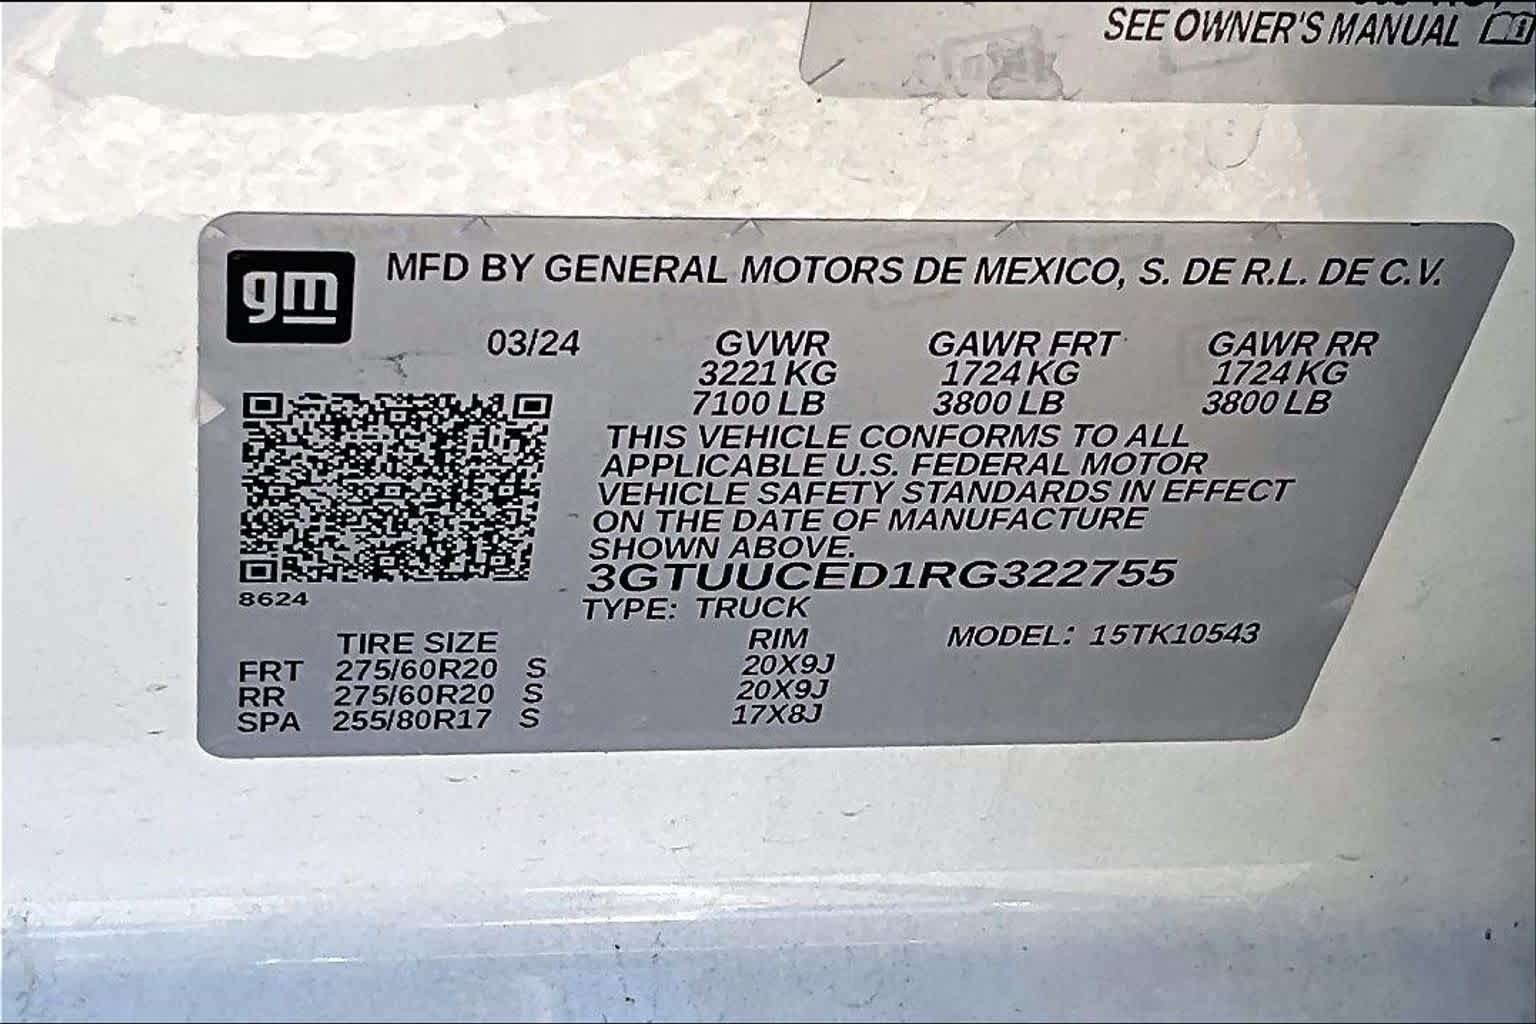 SEE OWNER'S MANUAL
gm
MFD BY GENERAL MOTORS DE MEXICO, S. DE R.L. DE C.V.
03/24 GVWR GAWR FRT GAWR RR
3221 KG 1724 KG 1724 KG
7100 LB 3800 LB 3800 LB
THIS VEHICLE CONFORMS TO ALL
APPLICABLE U.S. FEDERAL MOTOR
VEHICLE SAFETY STANDARDS IN EFFECT
ON THE DATE OF MANUFACTURE
SHOWN ABOVE.
3GTUUCED1RG322755
8624
TYPE: TRUCK
TIRE SIZE RIM MODEL: 15TK10543
FRT 275/60R20 S 20X9J
RR 275/60R20 S 20X9J
SPA 255/80R17 S 17X8J